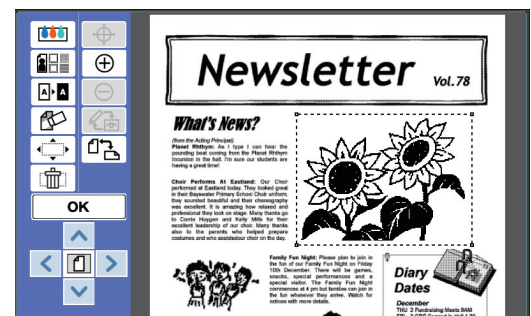 A A
OK
Newsletter Vol.78
What's News?
(from the Acting Principal)
Planet Rhthym: As I type I can hear the
pounding beat coming from the Planet Rhthym
Incursion in the hall. I'm sure our students are
having a great time!
Choir Performs At Eastland: Our Choir
performed at Eastland today. They looked great
in their Beyswater Primary School Choir uniform,
they sounded beautiful and their choreography
was excellent. It is amazing how relaxed and
professional they look on stage. Many thanks go
to Corrie Huygen and Kelly Mills for their
excellent leadership of our choir. Many thanks
also to the parents who helped prepare
costumes and who assistedour choir on the day.
Family Fun Night: Please plan to join in
the fun of our Family Fun Night on Friday
10th December. There will be games,
snacks, special performances and a
special visitor. The Family Fun Night
commences at 4 pm but families can join in
the fun whenever they arrive. Watch for
notices with more details.
Diary
Dates
December
THU 2 Fundraising Meets 9AM